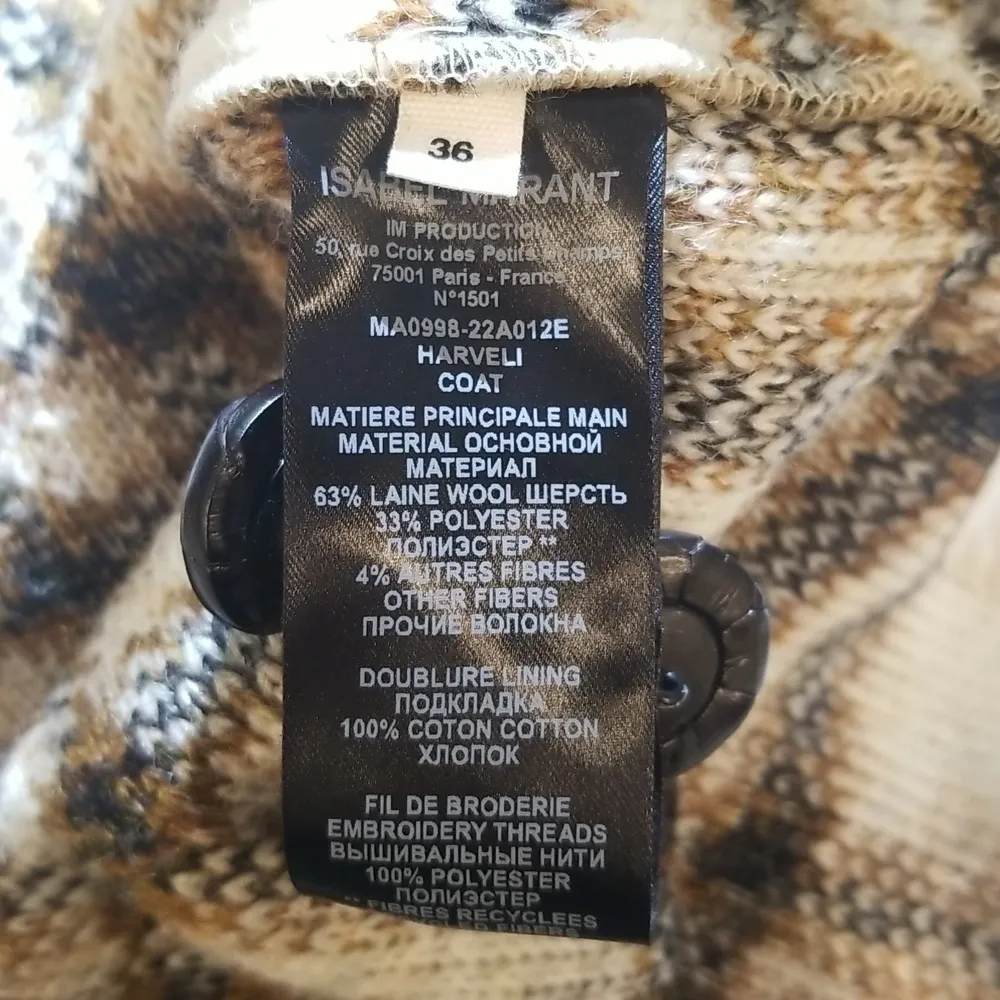 36
ISABEL MARANT
IM PRODUCTION
50, rue Croix des Petits Champs
75001 Paris - France
N°1501
MA0998-22A012E
HARVELI
COAT
MATIERE PRINCIPALE MAIN
MATERIAL ОСНОВНОЙ
МАТЕРИАЛ
63% LAINE WOOL ШЕРСТЬ
33% POLYESTER
ПОЛИЭСТЕР **
4% AUTRES FIBRES
OTHER FIBERS
ПРОЧИЕ ВОЛОКНА
DOUBLURE LINING
ПОДКЛАДКА
100% COTON COTTON
ХЛОПОК
FIL DE BRODERIE
EMBROIDERY THREADS
ВЫШИВАЛЬНЫЕ НИТИ
100% POLYESTER
ПОЛИЭСТЕР
** FIBRES RECYCLEES
RECYCLED FIBERS